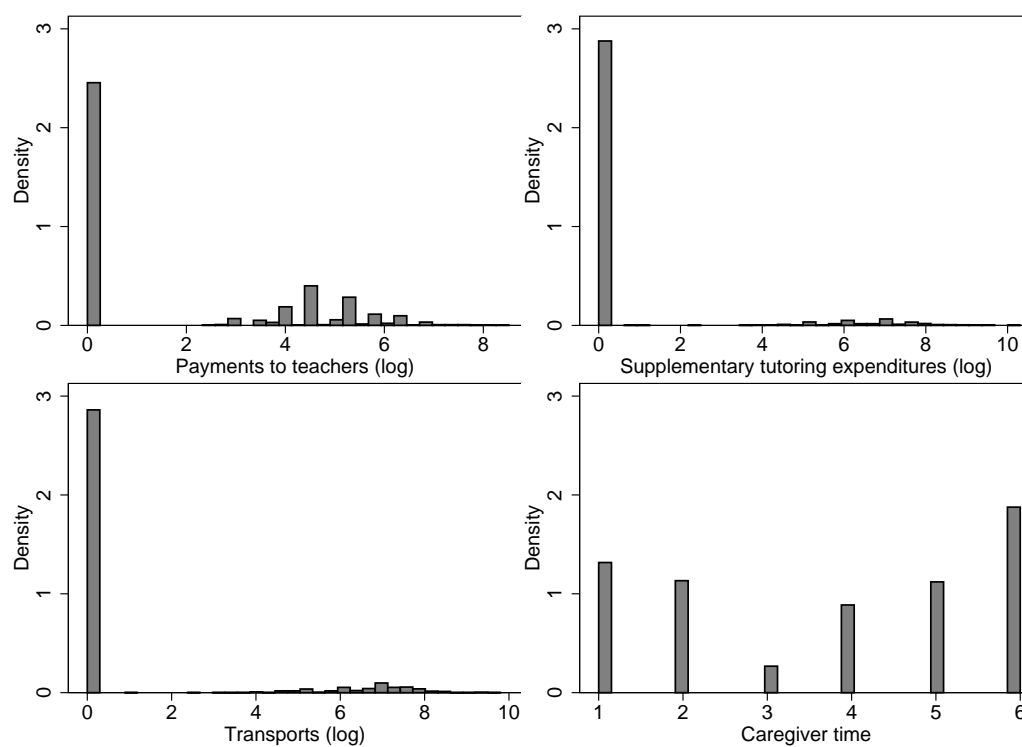 Density
3
2
1
0
0 2 4 6 8
Payments to teachers (log)
Density
3
2
1
0
0 2 4 6 8 10
Supplementary tutoring expenditures (log)
Density
3
2
1
0
0 2 4 6 8 10
Transports (log)
Density
3
2
1
0
1 2 3 4 5 6
Caregiver time